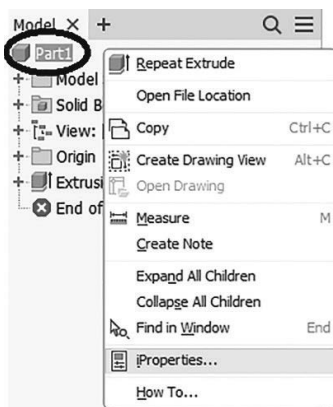 Model × +
Part1
Repeat Extrude
Model
Open File Location
Solid B
View:
Copy Ctrl+C
Origin
Create Drawing View Alt+C
Extrusi
Open Drawing
End of
Measure M
Create Note
Expand All Children
Collapse All Children
Find in Window End
iProperties...
How To...